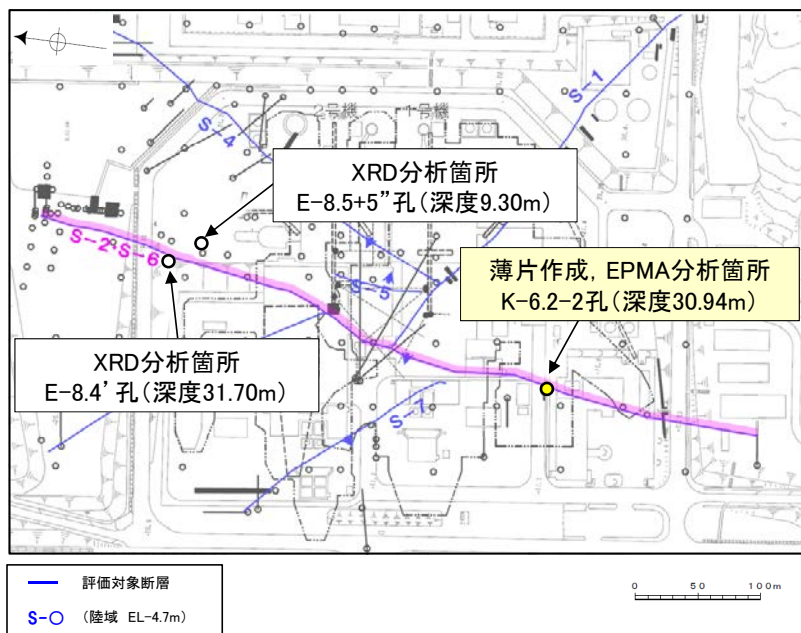 2号機
1号機
S-1
S-4
XRD分析箇所
E-8.5+5”孔(深度9.30m)
S-2・S-6
S-5
薄片作成, EPMA分析箇所
K-6.2-2孔(深度30.94m)
XRD分析箇所
E-8.4’孔(深度31.70m)
S-7
評価対象断層
S-○ (陸域 EL-4.7m)
0 50 100m